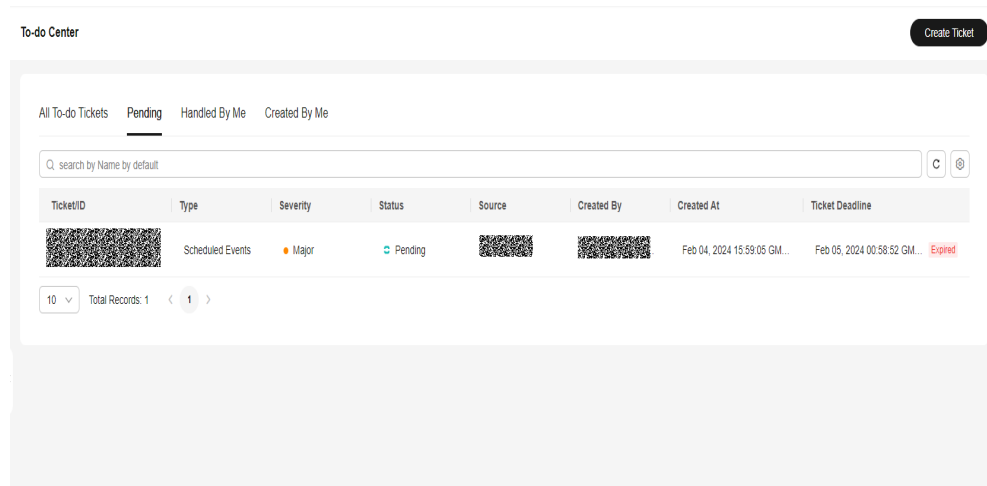 To-do Center
Create Ticket
All To-do Tickets Pending Handled By Me Created By Me
search by Name by default
Ticket/ID Type Severity Status Source Created By Created At Ticket Deadline
Scheduled Events Major Pending Feb 04, 2024 15:59:05 GM... Feb 05, 2024 00:58:52 GM... Expired
10 Total Records: 1 1